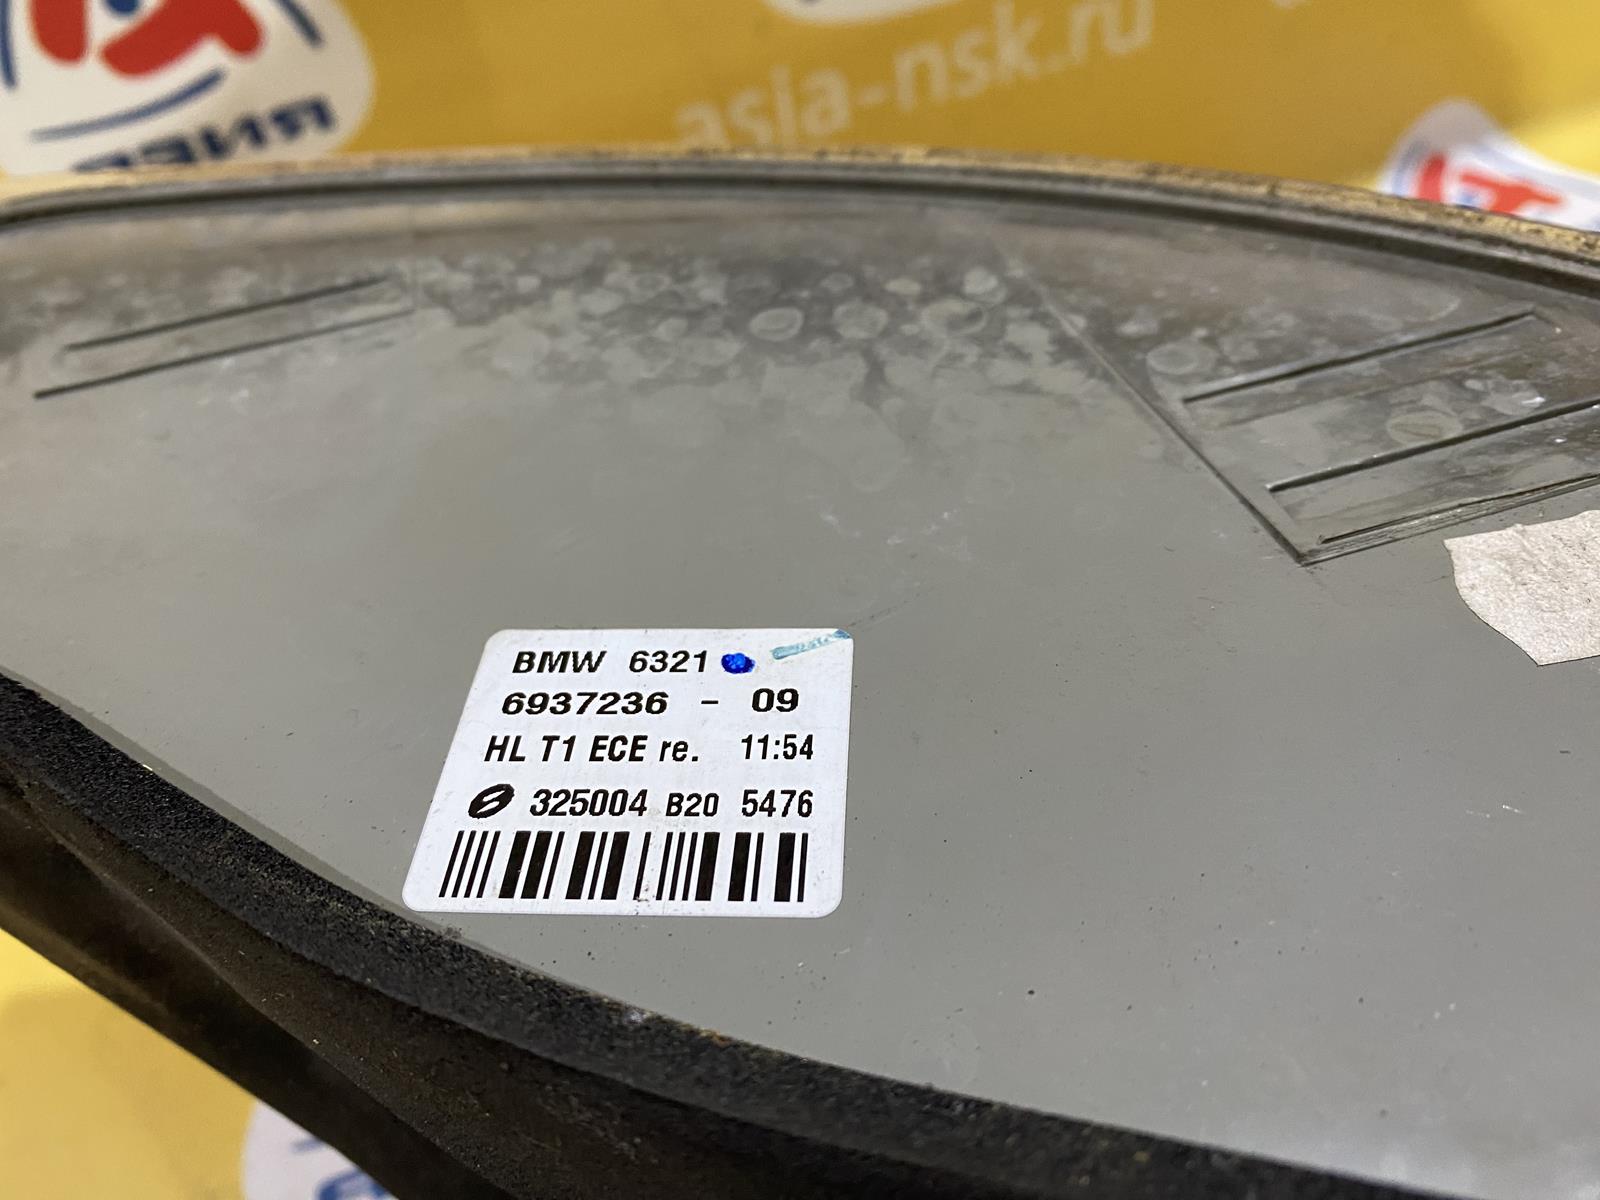 asia-nsk.ru
BMW 6321
6937236 - 09
HL T1 ECE re. 11:54
325004 B20 5476